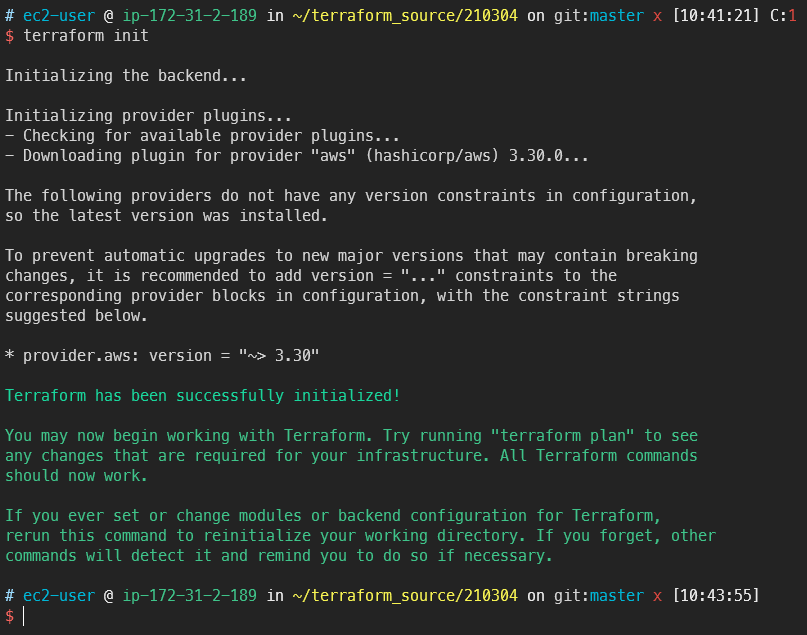 # ec2-user @ ip-172-31-2-189 in ~/terraform_source/210304 on git:master x [10:41:21] C:1
$ terraform init
Initializing the backend...
Initializing provider plugins...
- Checking for available provider plugins...
- Downloading plugin for provider "aws" (hashicorp/aws) 3.30.0...
The following providers do not have any version constraints in configuration,
so the latest version was installed.
To prevent automatic upgrades to new major versions that may contain breaking
changes, it is recommended to add version = "..." constraints to the
corresponding provider blocks in configuration, with the constraint strings
suggested below.
* provider.aws: version = "~> 3.30"
Terraform has been successfully initialized!
You may now begin working with Terraform. Try running "terraform plan" to see
any changes that are required for your infrastructure. All Terraform commands
should now work.
If you ever set or change modules or backend configuration for Terraform,
rerun this command to reinitialize your working directory. If you forget, other
commands will detect it and remind you to do so if necessary.
# ec2-user @ ip-172-31-2-189 in ~/terraform_source/210304 on git:master x [10:43:55]
$